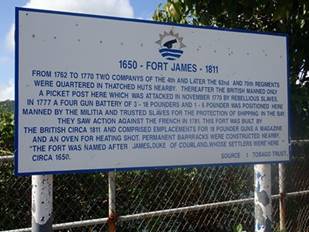 1650 - FORT JAMES - 1811
FROM 1762 TO 1770 TWO COMPANYS OF THE 4th AND LATER THE 62nd AND 70th REGIMENTS
WERE QUARTERED IN THATCHED HUTS NEARBY. THEREAFTER THE BRITISH MANNED ONLY
A PICKET POST HERE WHICH WAS ATTACKED IN NOVEMBER 1770 BY REBELLIOUS SLAVES.
IN 1777 A FOUR GUN BATTERY OF 3 - 18 POUNDERS AND 1 - 6 POUNDER WAS POSITIONED HERE
MANNED BY THE MILITIA AND TRUSTED SLAVES FOR THE PROTECTION OF SHIPPING IN THE BAY
THEY SAW ACTION AGAINST THE FRENCH IN 1781. THIS FORT WAS BUILT BY
THE BRITISH CIRCA 1811 AND COMPRISED EMPLACEMENTS FOR 18 POUNDER GUNS A MAGAZINE
AND AN OVEN FOR HEATING SHOT. PERMANENT BARRACKS WERE CONSTRUCTED NEARBY.
"THE FORT WAS NAMED AFTER JAMES, DUKE OF COURLAND, WHOSE SETTLERS WERE HERE
CIRCA 1650. SOURCE : TOBAGO TRUST.